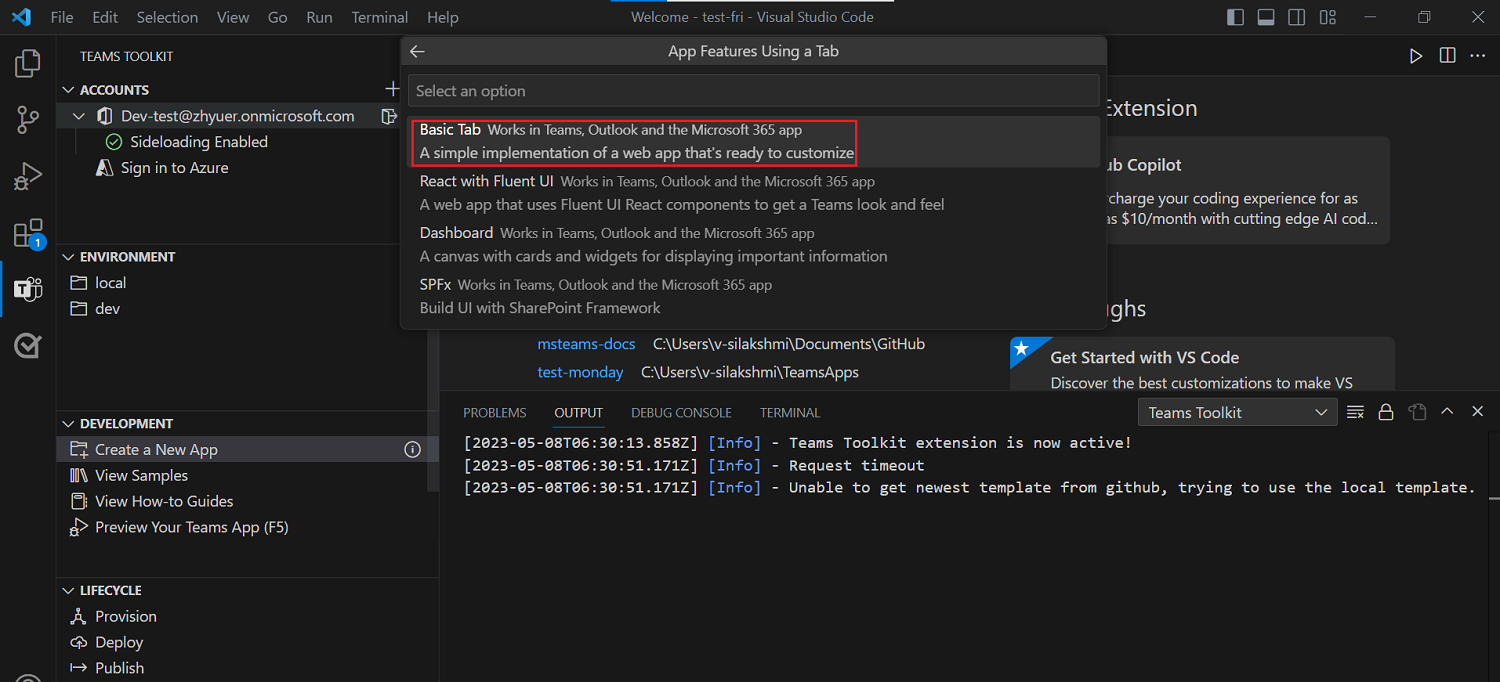 File Edit Selection View Go Run Terminal Help
Welcome - test-fri - Visual Studio Code
TEAMS TOOLKIT
ACCOUNTS
Dev-test@zhyuer.onmicrosoft.com
Sideloading Enabled
Sign in to Azure
1
ENVIRONMENT
local
dev
DEVELOPMENT
Create a New App
View Samples
View How-to Guides
Preview Your Teams App (F5)
LIFECYCLE
Provision
Deploy
Publish
App Features Using a Tab
Select an option
Basic Tab Works in Teams, Outlook and the Microsoft 365 app
A simple implementation of a web app that's ready to customize
React with Fluent UI Works in Teams, Outlook and the Microsoft 365 app
A web app that uses Fluent UI React components to get a Teams look and feel
Dashboard Works in Teams, Outlook and the Microsoft 365 app
A canvas with cards and widgets for displaying important information
SPFx Works in Teams, Outlook and the Microsoft 365 app
Build UI with SharePoint Framework
msteams-docs C:\Users\v-silakshmi\Documents\GitHub
test-monday C:\Users\v-silakshmi\TeamsApps
Extension
ub Copilot
rcharge your coding experience for as
as $10/month with cutting edge AI cod...
ughs
Get Started with VS Code
Discover the best customizations to make VS
PROBLEMS OUTPUT DEBUG CONSOLE TERMINAL
Teams Toolkit
[2023-05-08T06:30:13.858Z] [Info] - Teams Toolkit extension is now active!
[2023-05-08T06:30:51.171Z] [Info] - Request timeout
[2023-05-08T06:30:51.171Z] [Info] - Unable to get newest template from github, trying to use the local template.